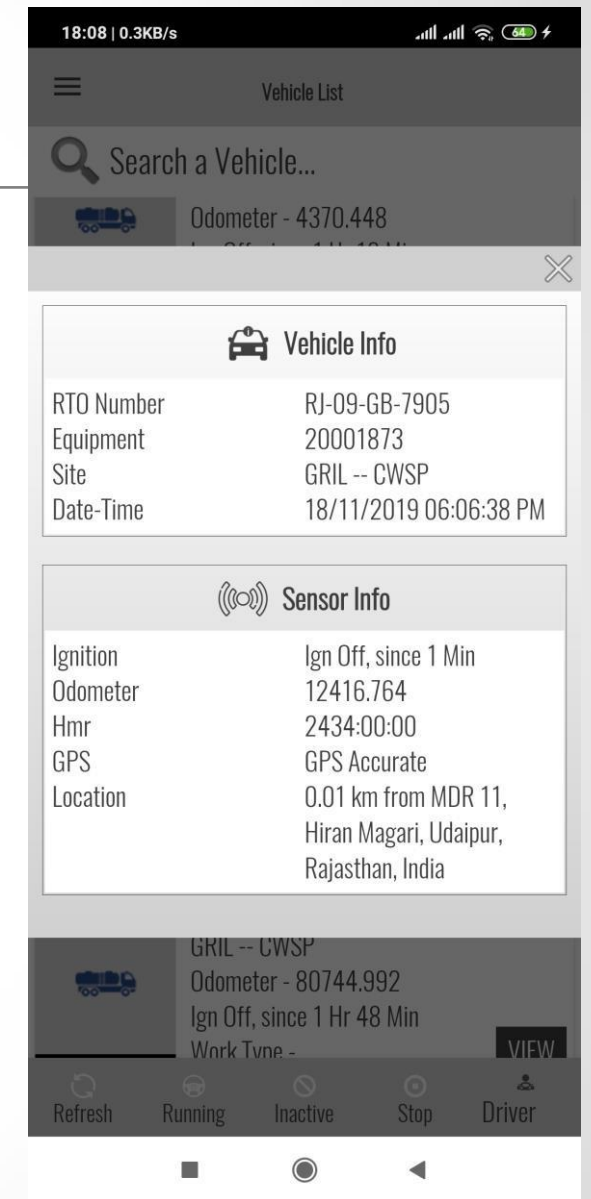 18:08 | 0.3KB/s 64
Vehicle List
Search a Vehicle...
Odometer - 4370.448
Vehicle Info
RTO Number RJ-09-GB-7905
Equipment 20001873
Site GRIL -- CWSP
Date-Time 18/11/2019 06:06:38 PM
Sensor Info
Ignition Ign Off, since 1 Min
Odometer 12416.764
Hmr 2434:00:00
GPS GPS Accurate
Location 0.01 km from MDR 11,
Hiran Magari, Udaipur,
Rajasthan, India
GRIL -- CWSP
Odometer - 80744.992
Ign Off, since 1 Hr 48 Min
Work Type - VIEW
Refresh Running Inactive Stop Driver